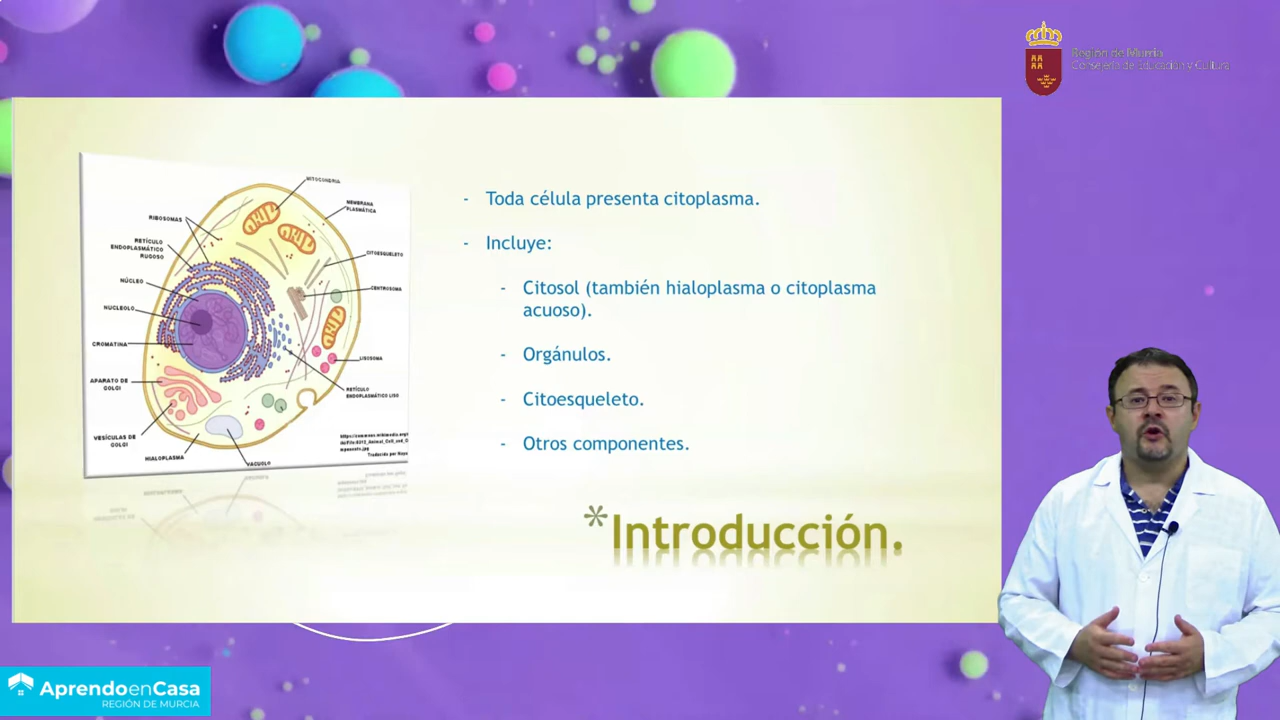 Región de Murcia
Consejería de Educación y Cultura
MITOCONDRIA
RIBOSOMAS
MEMBRANA
PLASMÁTICA
RETÍCULO
ENDOPLASMÁTICO
RUGOSO
CITOESQUELETO
NÚCLEO
CENTROSOMA
NUCLEOLO
CROMATINA
LISOSOMA
APARATO DE
GOLGI
RETÍCULO
ENDOPLASMÁTICO LISO
VESÍCULAS DE
GOLGI
HIALOPLASMA
VACUOLO
Traducido por
- Toda célula presenta citoplasma.
- Incluye:
- Citosol (también hialoplasma o citoplasma
acuoso).
- Orgánulos.
- Citoesqueleto.
- Otros componentes.
*Introducción.
AprendoenCasa
REGIÓN DE MURCIA